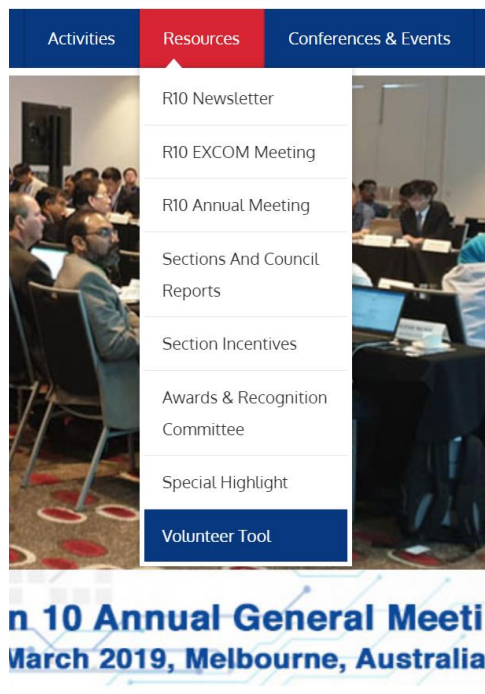 Activities Resources Conferences & Events
R10 Newsletter
R10 EXCOM Meeting
R10 Annual Meeting
Sections And Council
Reports
Section Incentives
Awards & Recognition
Committee
Special Highlight
Volunteer Tool
n 10 Annual General Meeti
March 2019, Melbourne, Australia